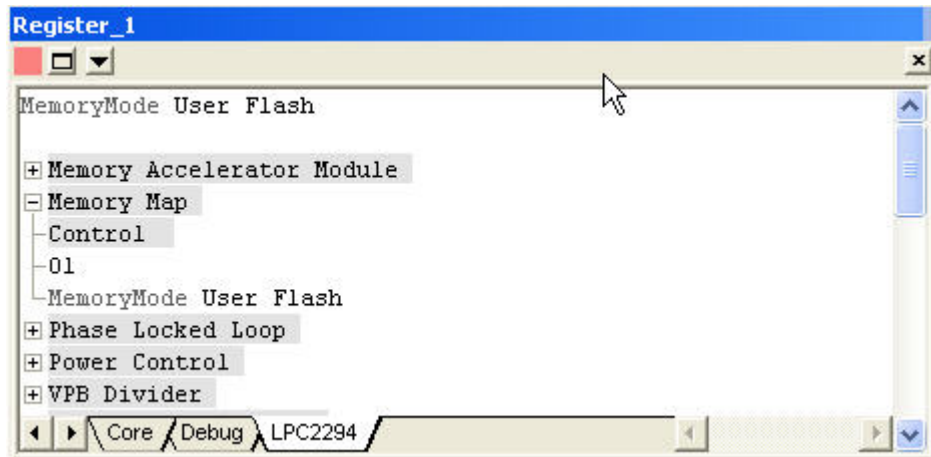 Register_1
MemoryMode User Flash
Memory Accelerator Module
Memory Map
Control
01
MemoryMode User Flash
Phase Locked Loop
Power Control
VPB Divider
Core Debug LPC2294